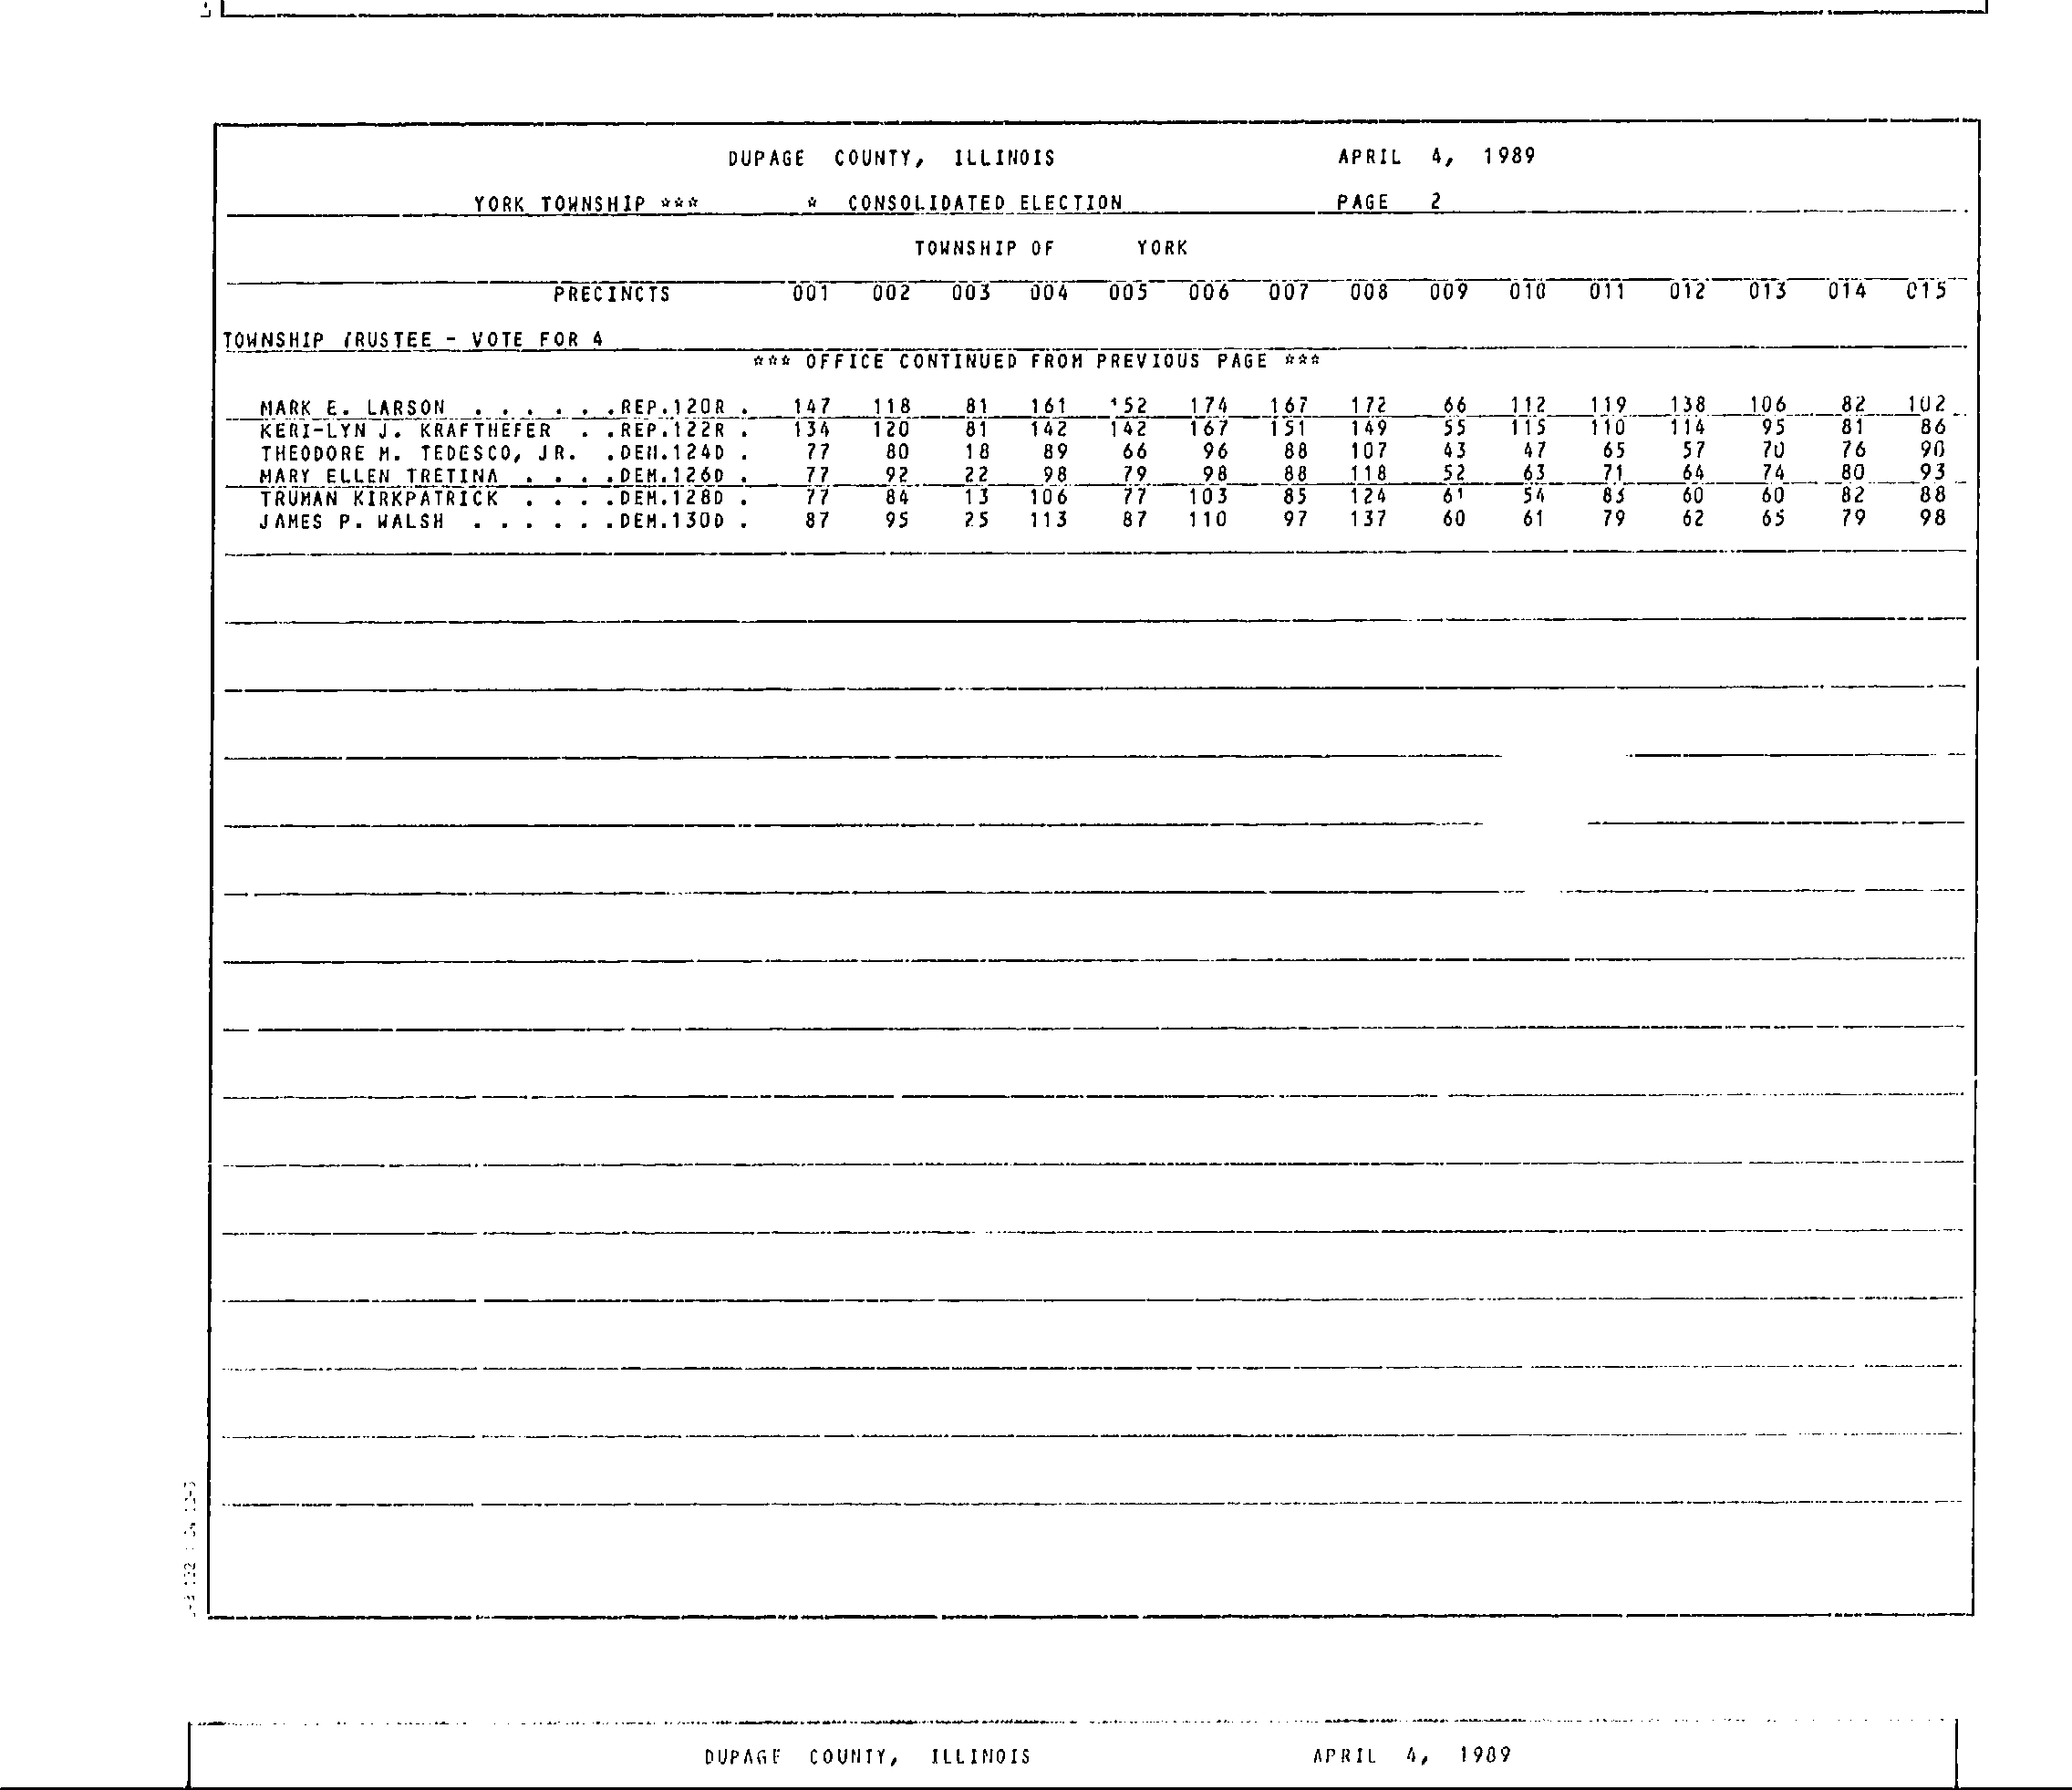 DUPAGE COUNTY, ILLINOIS APRIL 4, 1989
YORK TOWNSHIP *** * CONSOLIDATED ELECTION PAGE 2
TOWNSHIP OF YORK
PRECINCTS 001 002 003 004 005 006 007 008 009 010 011 012 013 014 015
TOWNSHIP TRUSTEE - VOTE FOR 4
*** OFFICE CONTINUED FROM PREVIOUS PAGE ***
MARK E. LARSON . . . . . .REP.120R . 147 118 81 161 152 174 167 172 66 112 119 138 106 82 102
KERI-LYN J. KRAFTHEFER . .REP.122R . 134 120 81 142 142 167 151 149 55 115 110 114 95 81 86
THEODORE M. TEDESCO, JR. .DEM.124D . 77 80 18 89 66 96 88 107 43 47 65 57 70 76 90
MARY ELLEN TRETINA . . . .DEM.126D . 77 92 22 98 79 98 88 118 52 63 71 64 74 80 93
TRUMAN KIRKPATRICK . . . .DEM.128D . 77 84 13 106 77 103 85 124 61 54 83 60 60 82 88
JAMES P. WALSH . . . . . .DEM.130D . 87 95 25 113 87 110 97 137 60 61 79 62 65 79 98
DUPAGE COUNTY, ILLINOIS APRIL 4, 1989